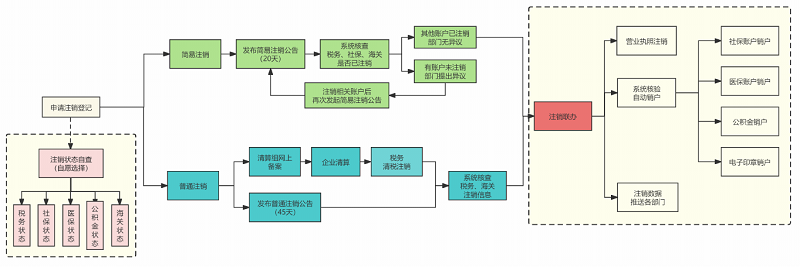 申请注销登记
注销状态自查
(自愿选择)
税务状态
社保状态
医保状态
公积金状态
海关状态
简易注销
发布简易注销公告
(20天)
系统核查
税务、社保、海关
是否已注销
其他账户已注销
部门无异议
有账户未注销
部门提出异议
注销相关账户后
再次发起简易注销公告
普通注销
清算组网上
备案
企业清算
税务
清税注销
发布普通注销公告
(45天)
系统核查
税务、海关
注销信息
注销联办
营业执照注销
系统核验
自动销户
注销数据
推送各部门
社保账户销户
医保账户销户
公积金销户
电子印章销户